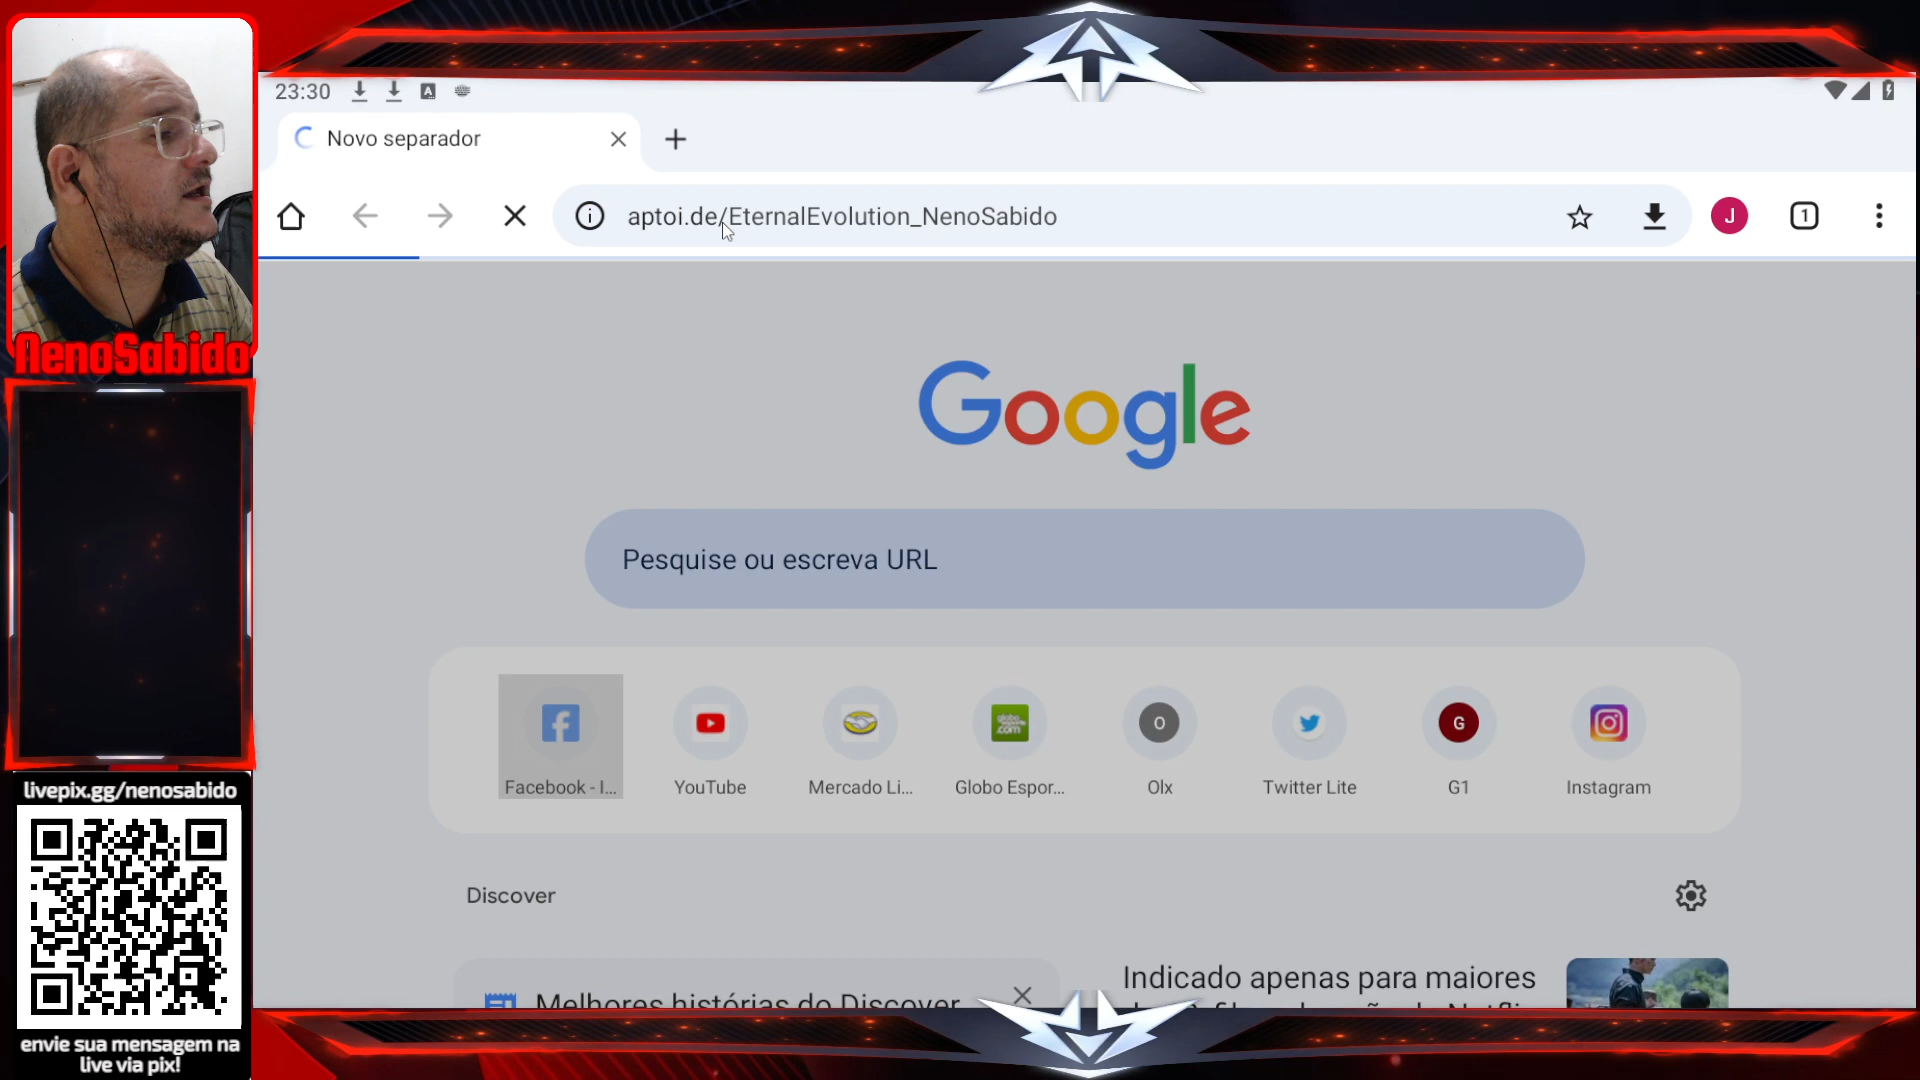 23:30
Novo separador
aptoi.de/EternalEvolution_NenoSabido
1
J
Google
Pesquise ou escreva URL
Facebook - I...
YouTube
Mercado Li...
Globo Espor...
O
Olx
Twitter Lite
G
G1
Instagram
Discover
Melhores histórias do Discover
Indicado apenas para maiores
NenoSabido
livepix.gg/nenosabido
envie sua mensagem na
live via pix!